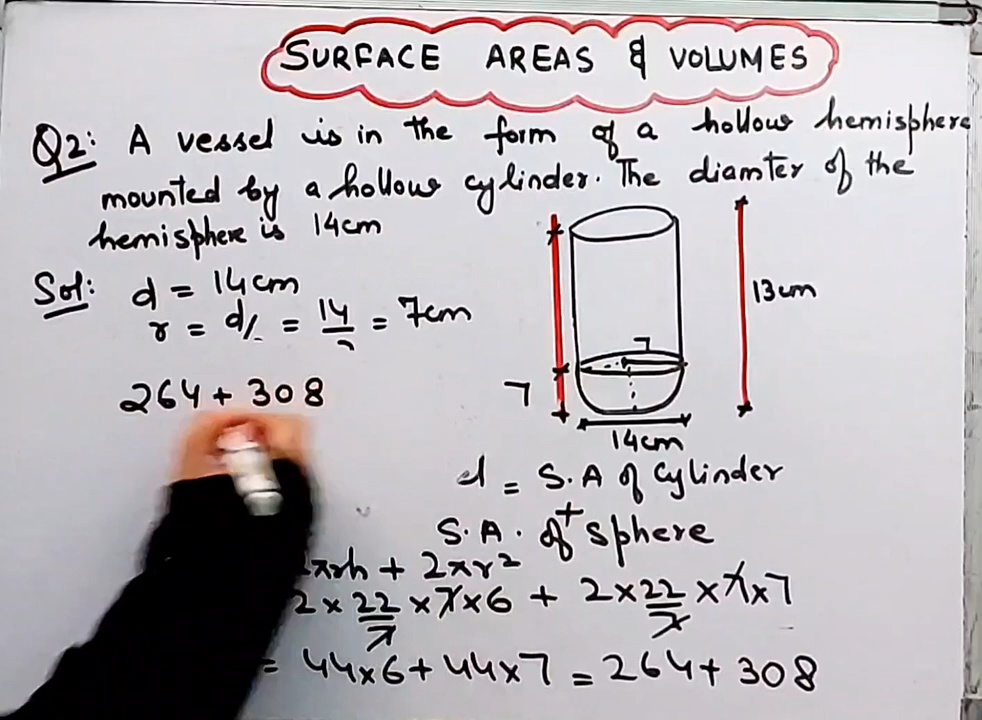 SURFACE AREAS & VOLUMES
Q2: A vessel is in the form of a hollow hemisphere
mounted by a hollow cylinder. The diamter of the
hemisphere is 14cm
Sol: d = 14cm
r = d/ = 14/2 = 7cm
264 + 308
7
7
13cm
14cm
= S.A of cylinder
+
S.A. of sphere
2πrh + 2πr²
2 × 22/7 × 7 × 6 + 2 × 22/7 × 7 × 7
= 44×6 + 44×7 = 264 + 308